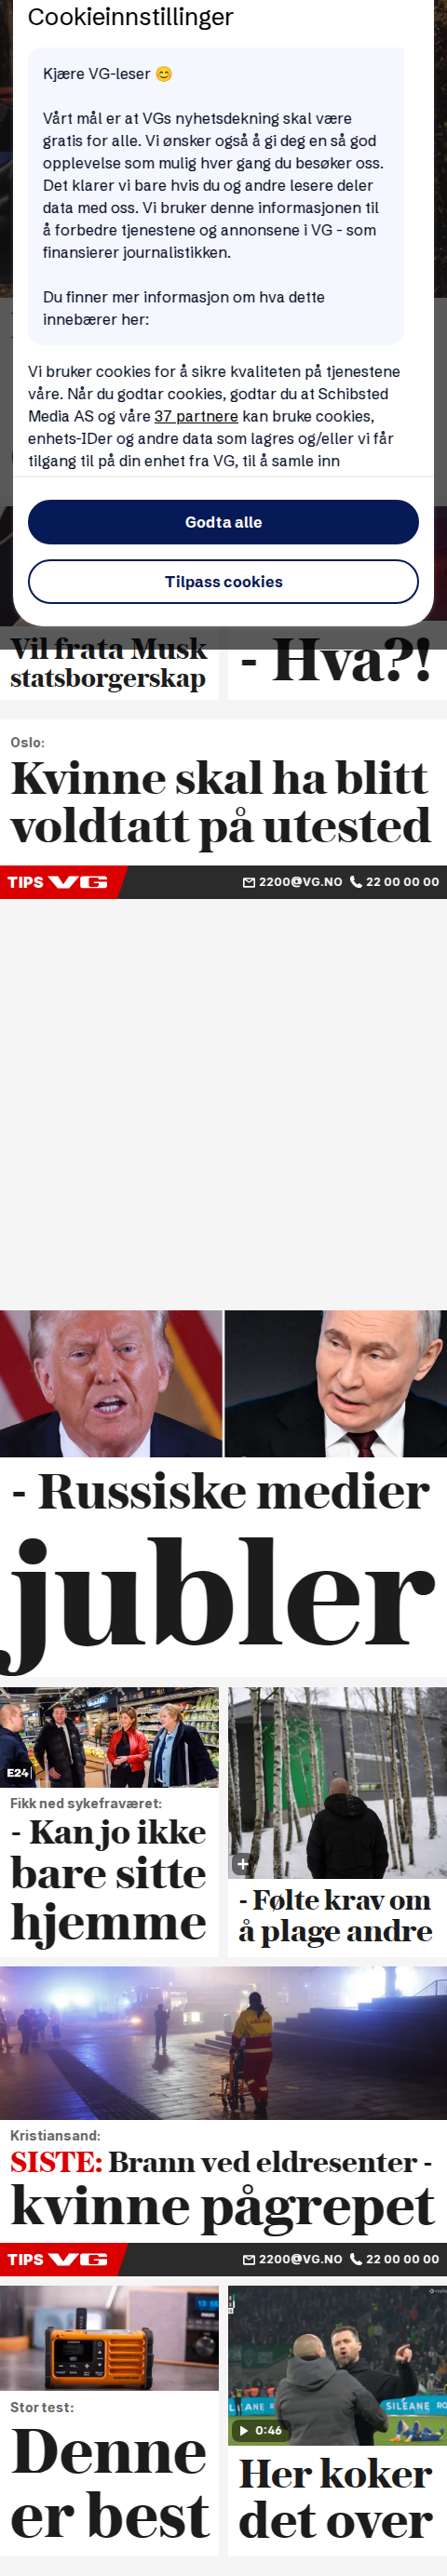 Cookieinnstillinger
Kjære VG-leser 😊
Vårt mål er at VGs nyhetsdekning skal være
gratis for alle. Vi ønsker også å gi deg en så god
opplevelse som mulig hver gang du besøker oss.
Det klarer vi bare hvis du og andre lesere deler
data med oss. Vi bruker denne informasjonen til
å forbedre tjenestene og annonsene i VG - som
finansierer journalistikken.
Du finner mer informasjon om hva dette
innebærer her:
Vi bruker cookies for å sikre kvaliteten på tjenestene
våre. Når du godtar cookies, godtar du at Schibsted
Media AS og våre 37 partnere kan bruke cookies,
enhets-IDer og andre data som lagres og/eller vi får
tilgang til på din enhet fra VG, til å samle inn
Godta alle
Tilpass cookies
Vil frata Musk
statsborgerskap
- Hva?!
Oslo:
Kvinne skal ha blitt
voldtatt på utested
TIPS VG 2200@VG.NO 22 00 00 00
- Russiske medier
jubler
E24
Fikk ned sykefraværet:
- Kan jo ikke
bare sitte
hjemme
- Følte krav om
å plage andre
Kristiansand:
SISTE: Brann ved eldresenter -
kvinne pågrepet
TIPS VG 2200@VG.NO 22 00 00 00
Stor test:
Denne
er best
SILÉANE
0:46
Her koker
det over